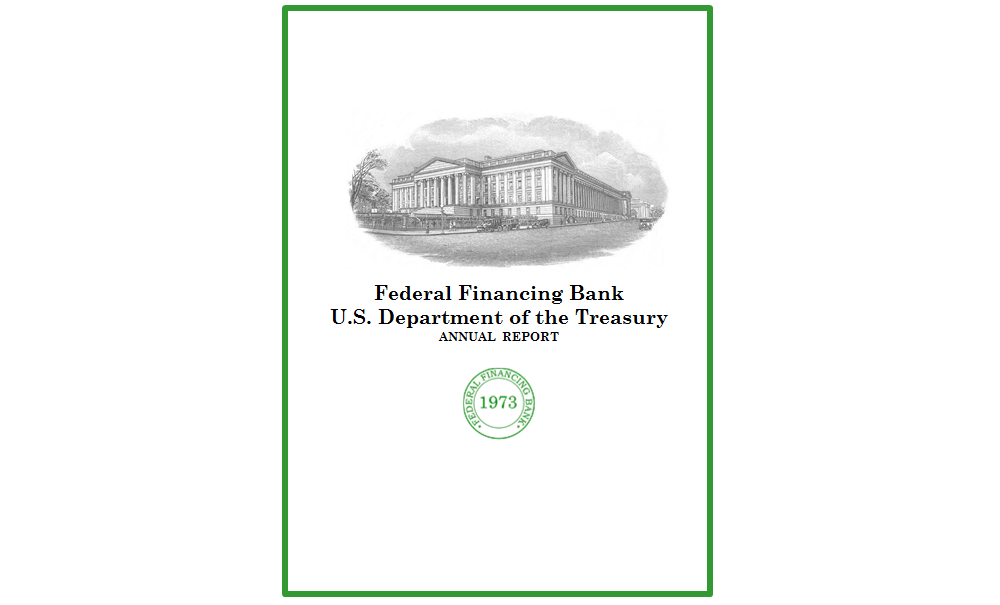 Federal Financing Bank
U.S. Department of the Treasury
ANNUAL REPORT
FEDERAL FINANCING BANK
1973